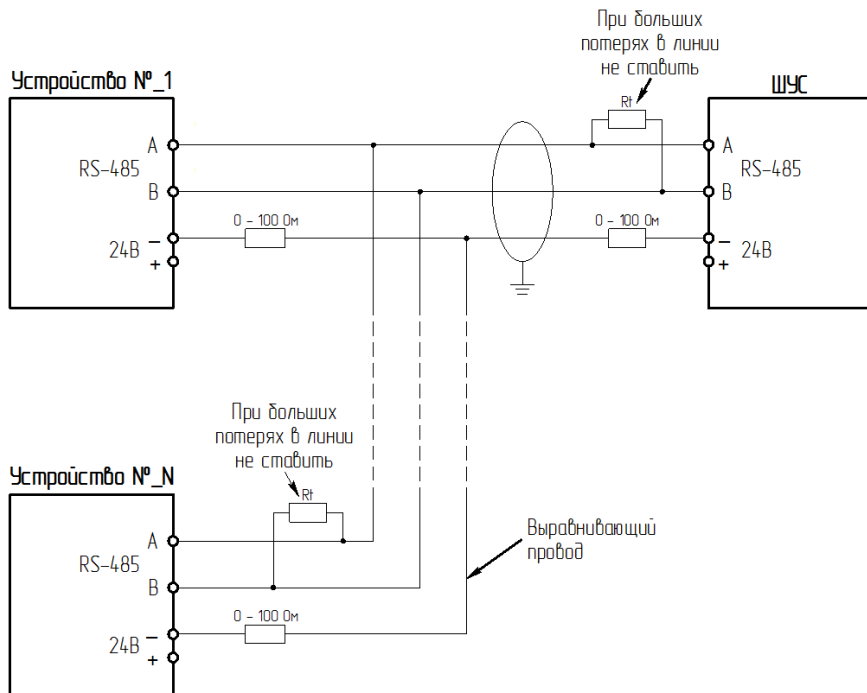 При больших
потерях в линии
не ставить
Rt
Устройство №_1
ШУС
A
RS-485
B
0 - 100 Ом
24В
−
+
A
RS-485
B
0 - 100 Ом
−
24В
+
При больших
потерях в линии
не ставить
Rt
Устройство №_N
A
RS-485
B
0 - 100 Ом
24В
−
+
Выравнивающий
провод